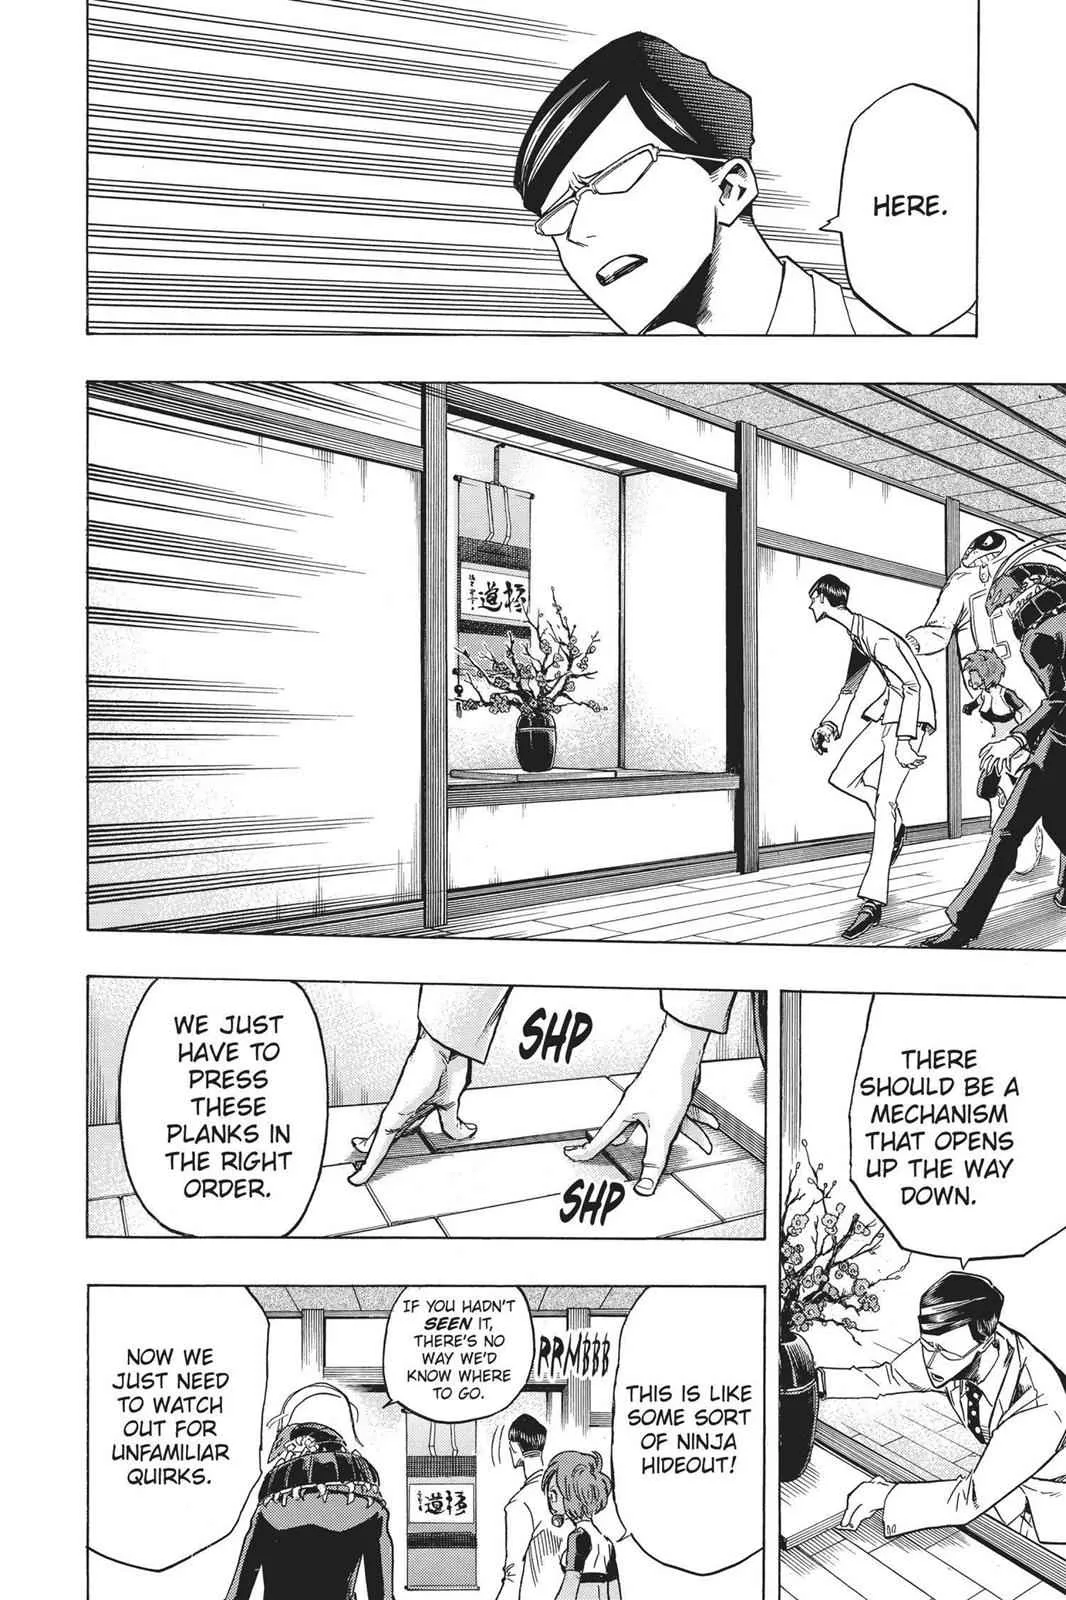 HERE.
極道
THERE
SHOULD BE A
MECHANISM
THAT OPENS
UP THE WAY
DOWN.
SHP
SHP
WE JUST
HAVE TO
PRESS
THESE
PLANKS IN
THE RIGHT
ORDER.
RRMBBB
THIS IS LIKE
SOME SORT
OF NINJA
HIDEOUT!
IF YOU HADN'T
SEEN IT,
THERE'S NO
WAY WE'D
KNOW WHERE
TO GO.
極道
NOW WE
JUST NEED
TO WATCH
OUT FOR
UNFAMILIAR
QUIRKS.